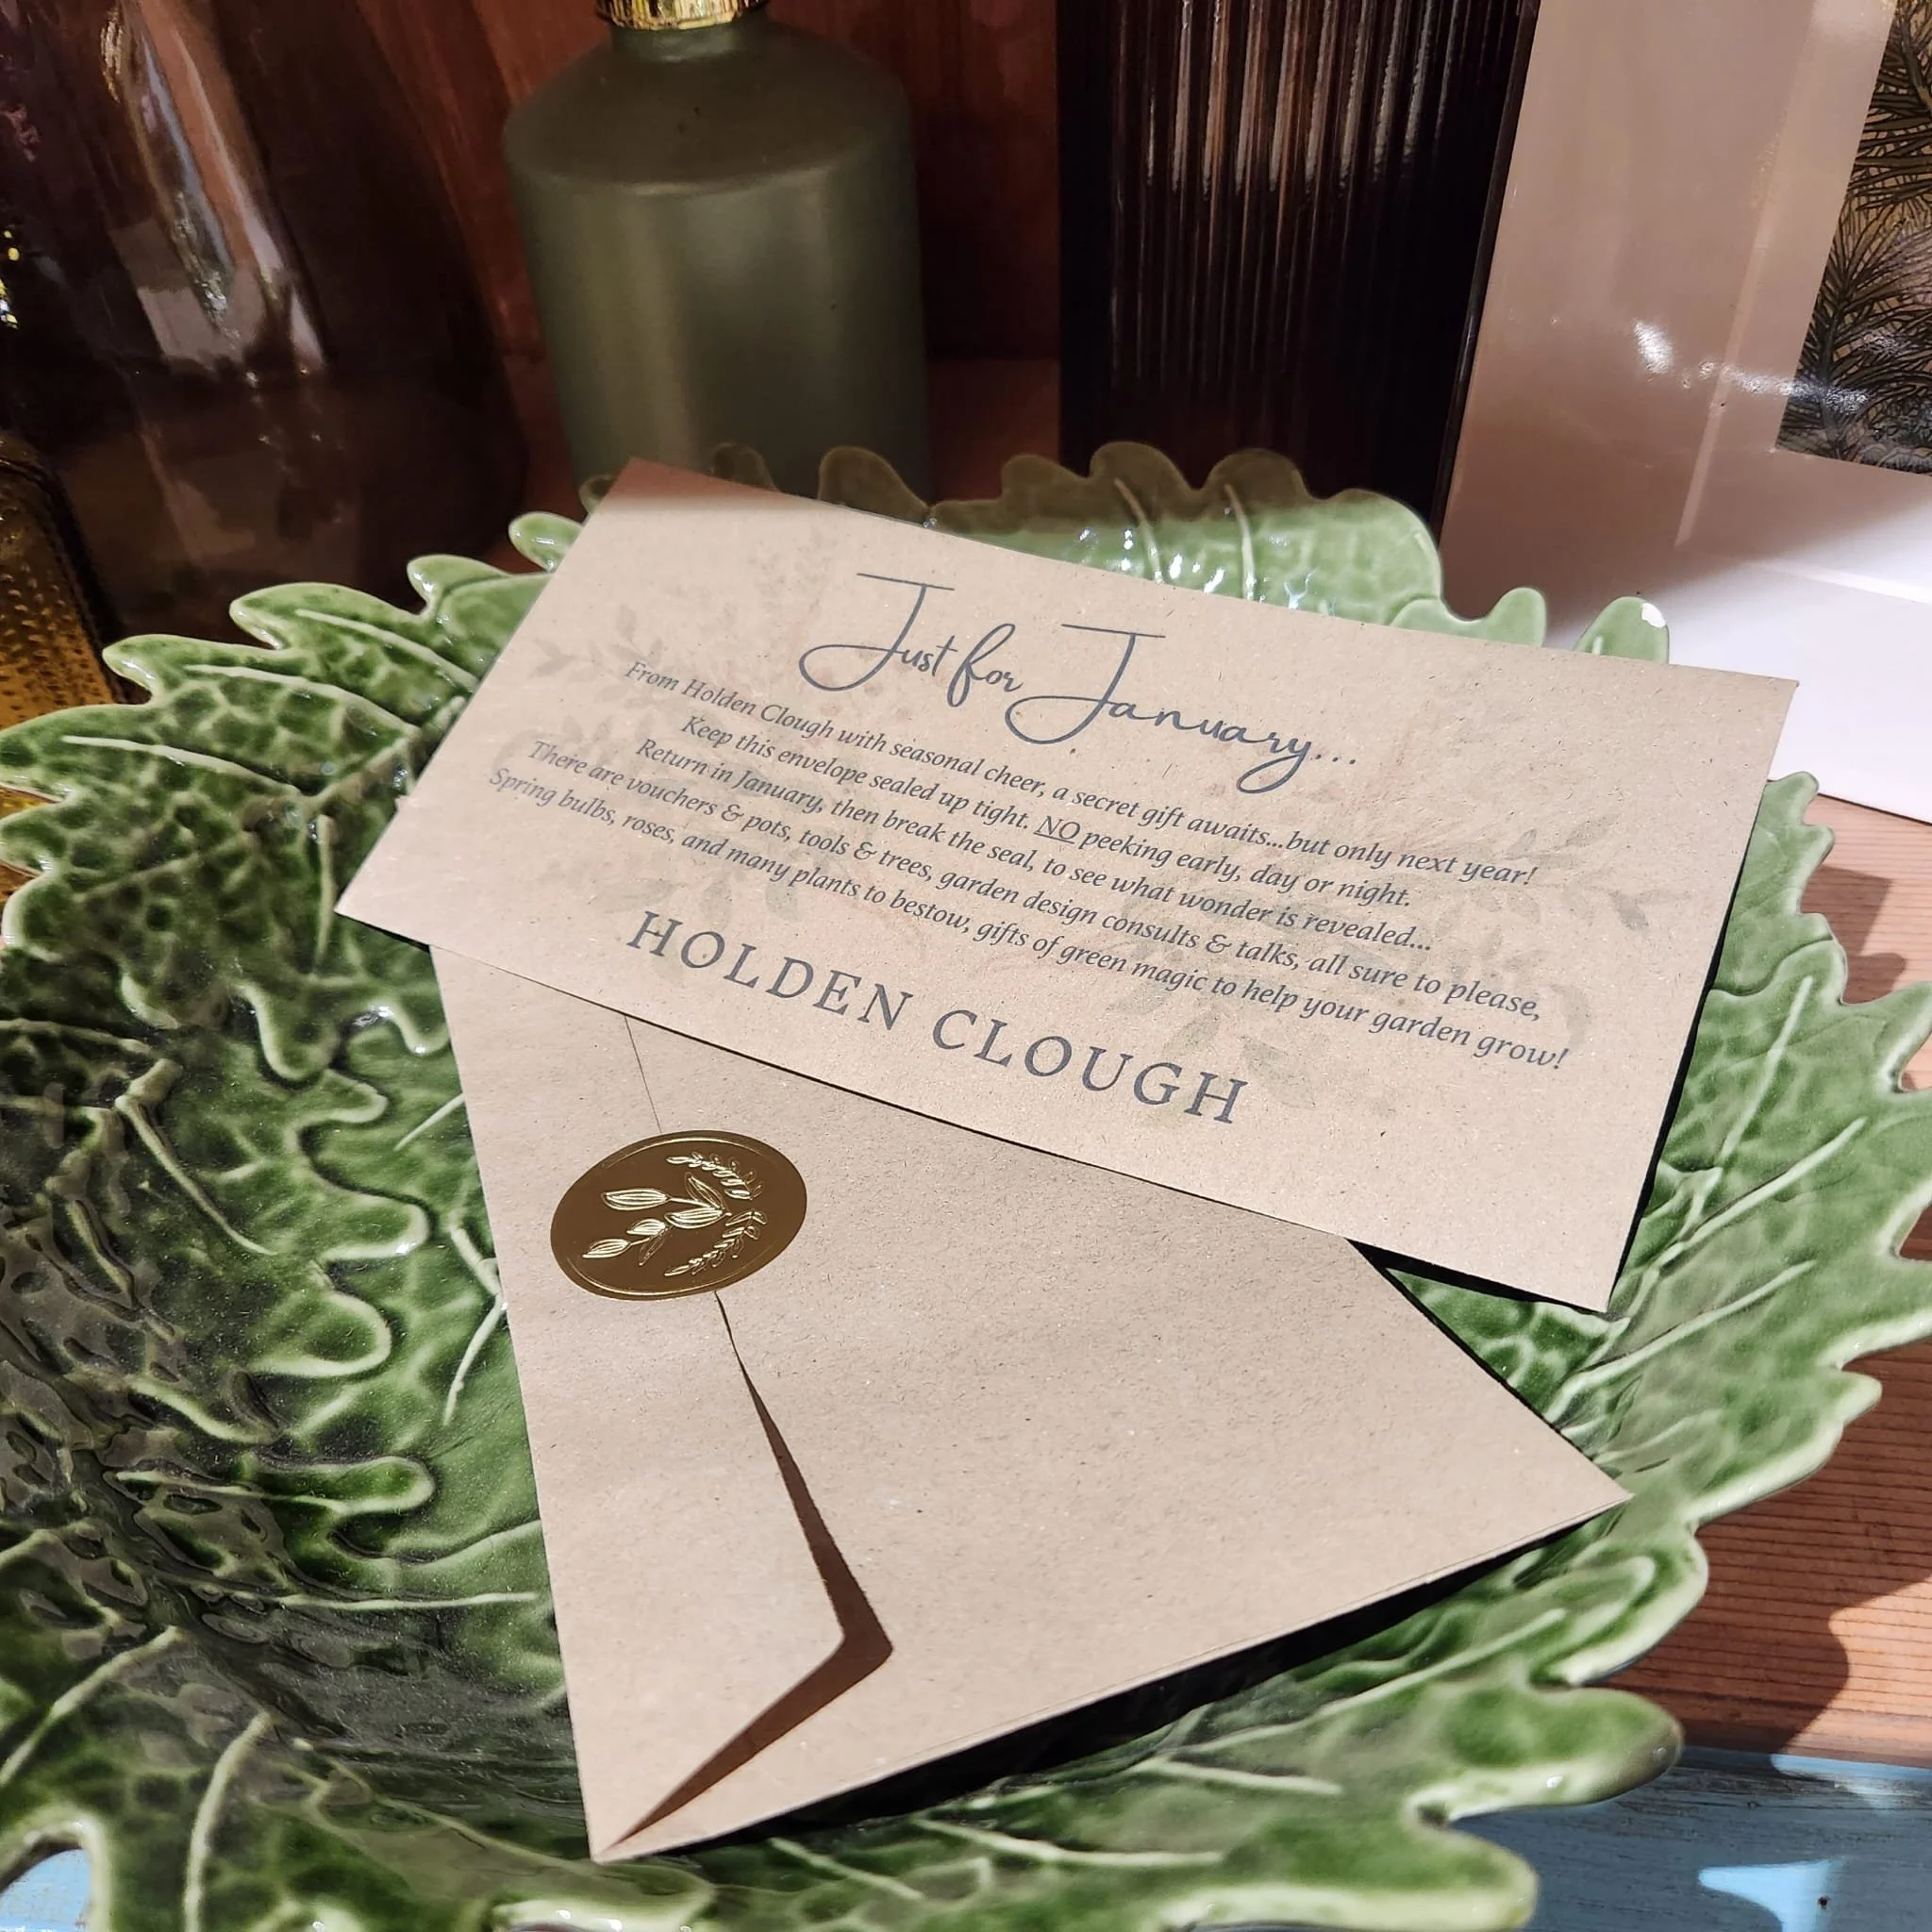 Just for January...
From Holden Clough with seasonal cheer, a secret gift awaits...but only next year!
Keep this envelope sealed up tight. NO peeking early, day or night.
Return in January, then break the seal, to see what wonder is revealed...
There are vouchers & pots, tools & trees, garden design consults & talks, all sure to please,
Spring bulbs, roses, and many plants to bestow, gifts of green magic to help your garden grow!
HOLDEN CLOUGH